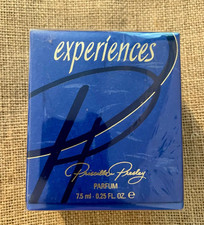 experiences
Priscilla Presley
PARFUM
7.5 ml - 0.25 FL. OZ. e